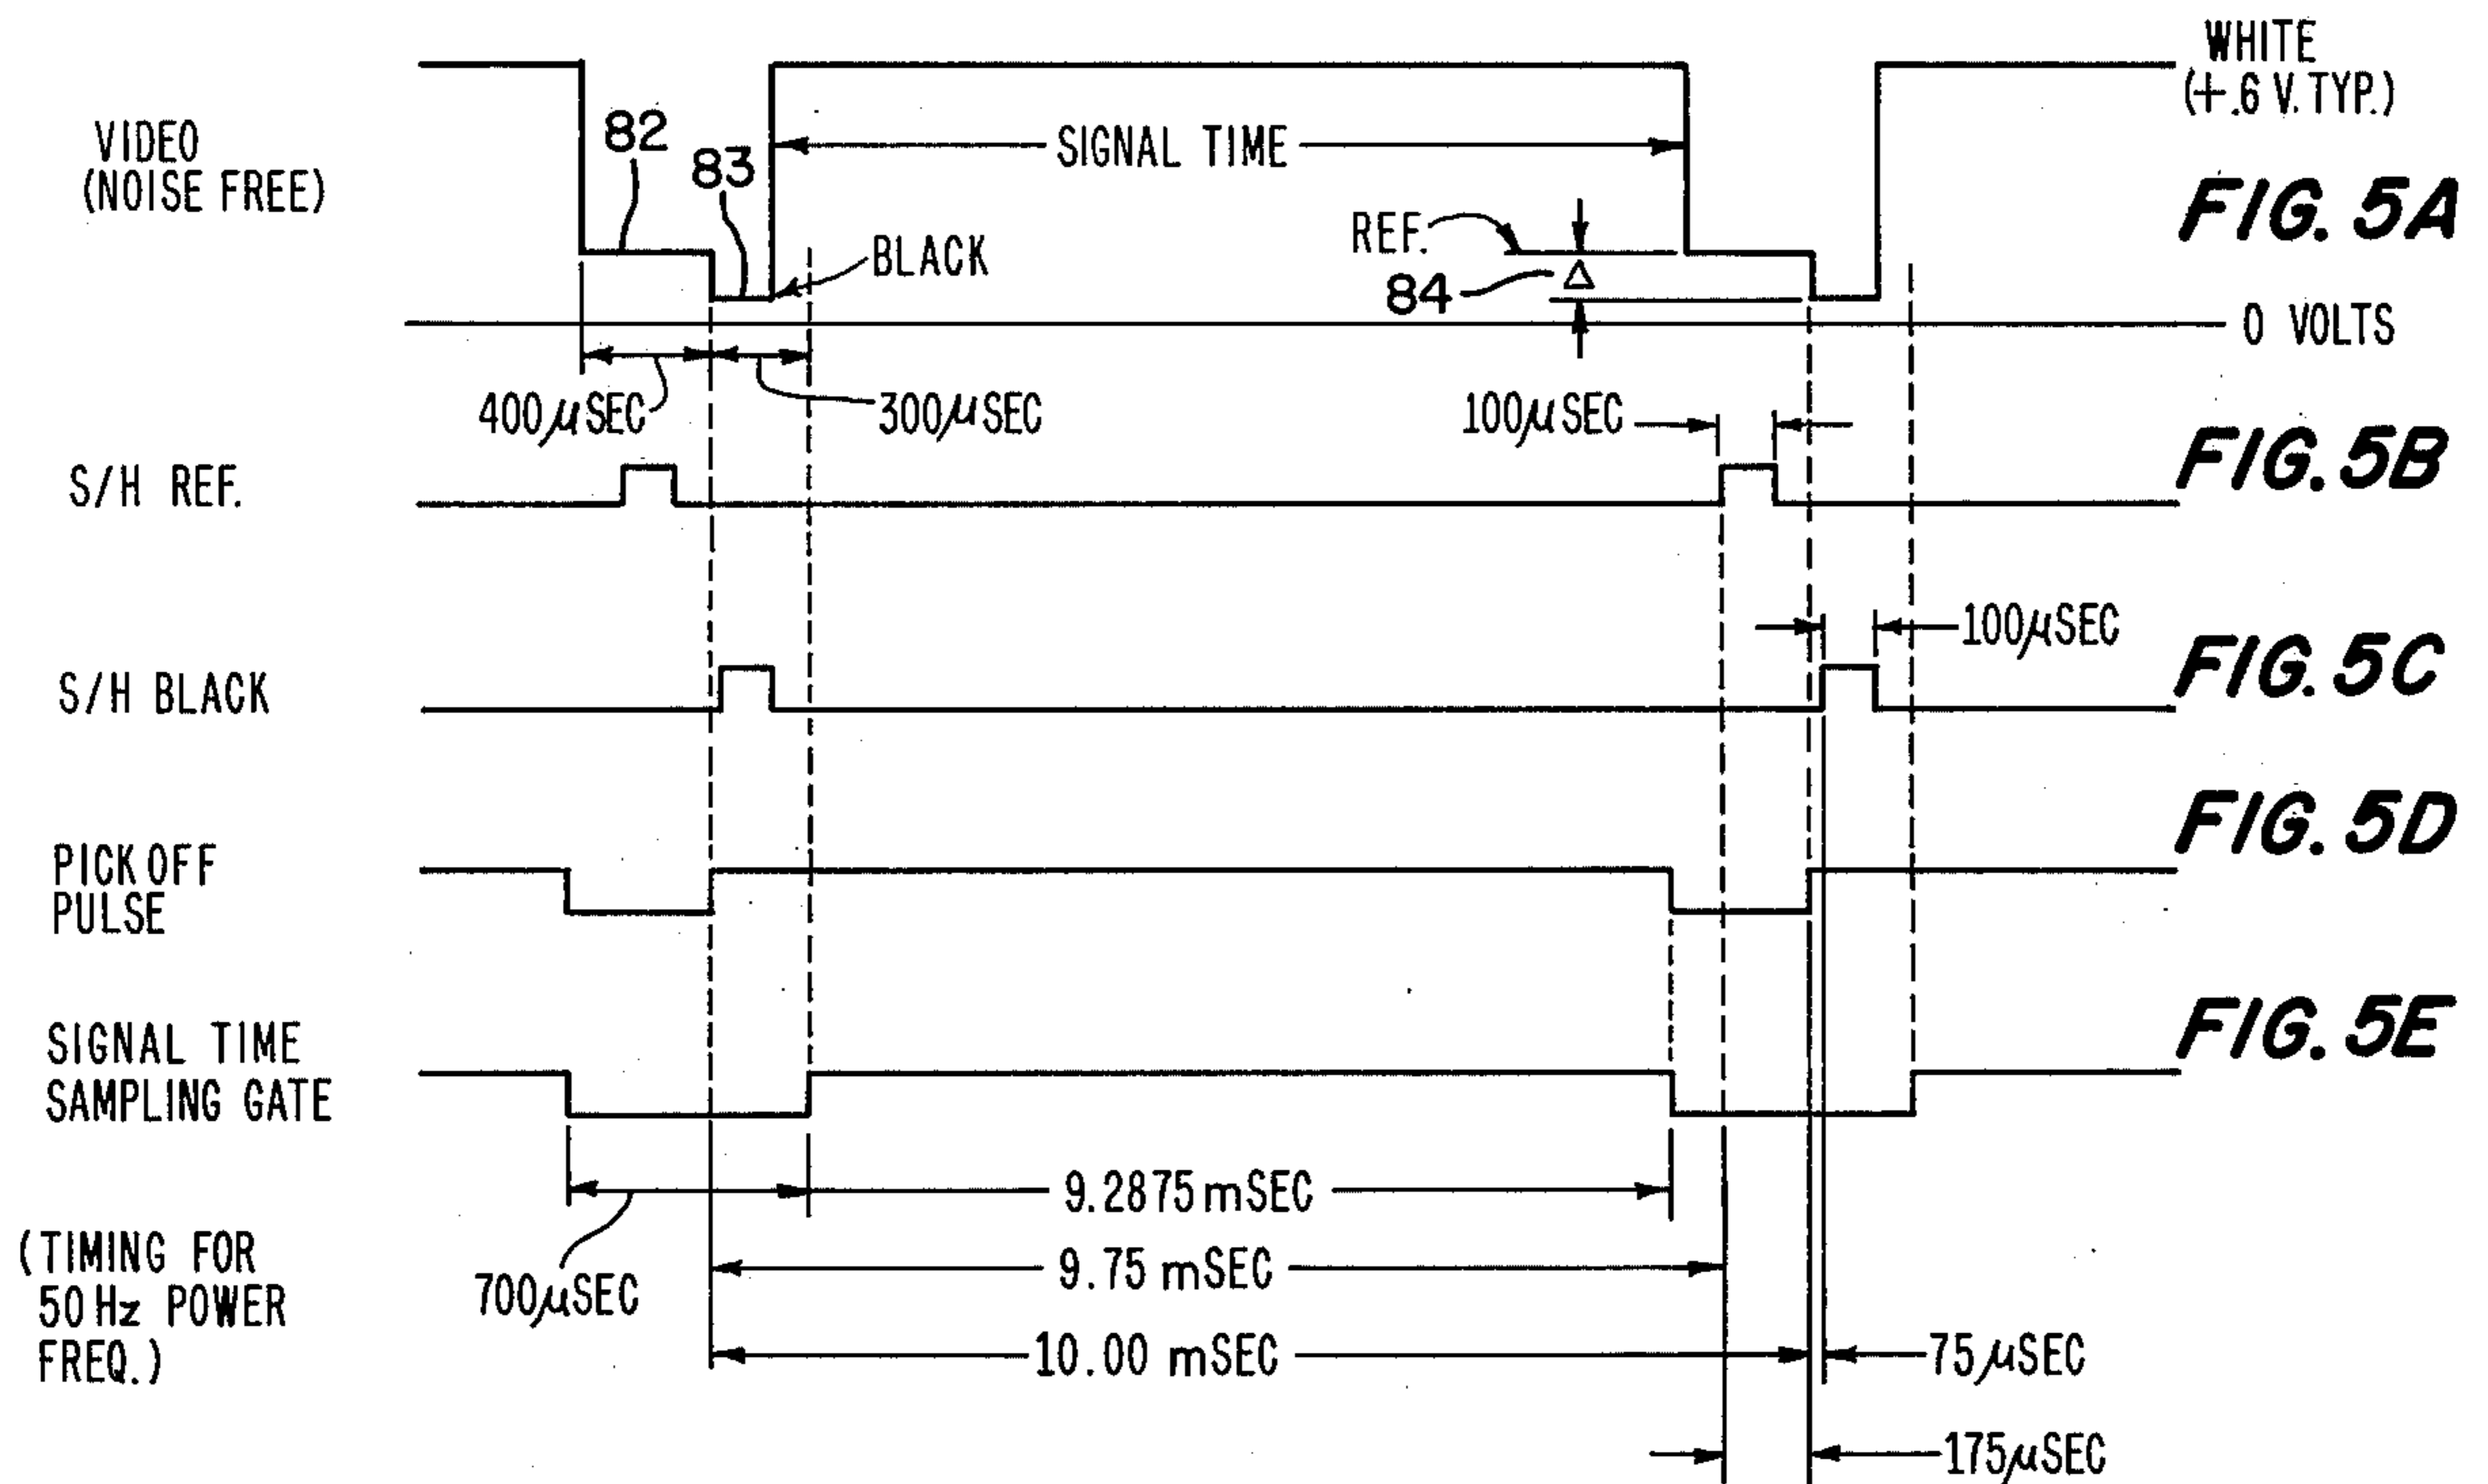 WHITE
(+.6 V. TYP.)
VIDEO
(NOISE FREE)
82
83
SIGNAL TIME
FIG. 5A
REF.
BLACK
Δ
84
0 VOLTS
400μSEC
300μSEC
100μSEC
FIG. 5B
S/H REF.
100μSEC
FIG. 5C
S/H BLACK
FIG. 5D
PICK OFF
PULSE
FIG. 5E
SIGNAL TIME
SAMPLING GATE
9.2875 mSEC
(TIMING FOR
50 Hz POWER
FREQ.)
700μSEC
9.75 mSEC
10.00 mSEC
75μSEC
175μSEC